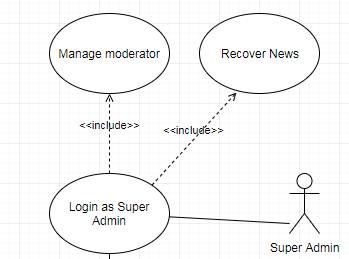 Manage moderator
Recover News
<<include>>
<<include>>
Login as Super
Admin
Super Admin